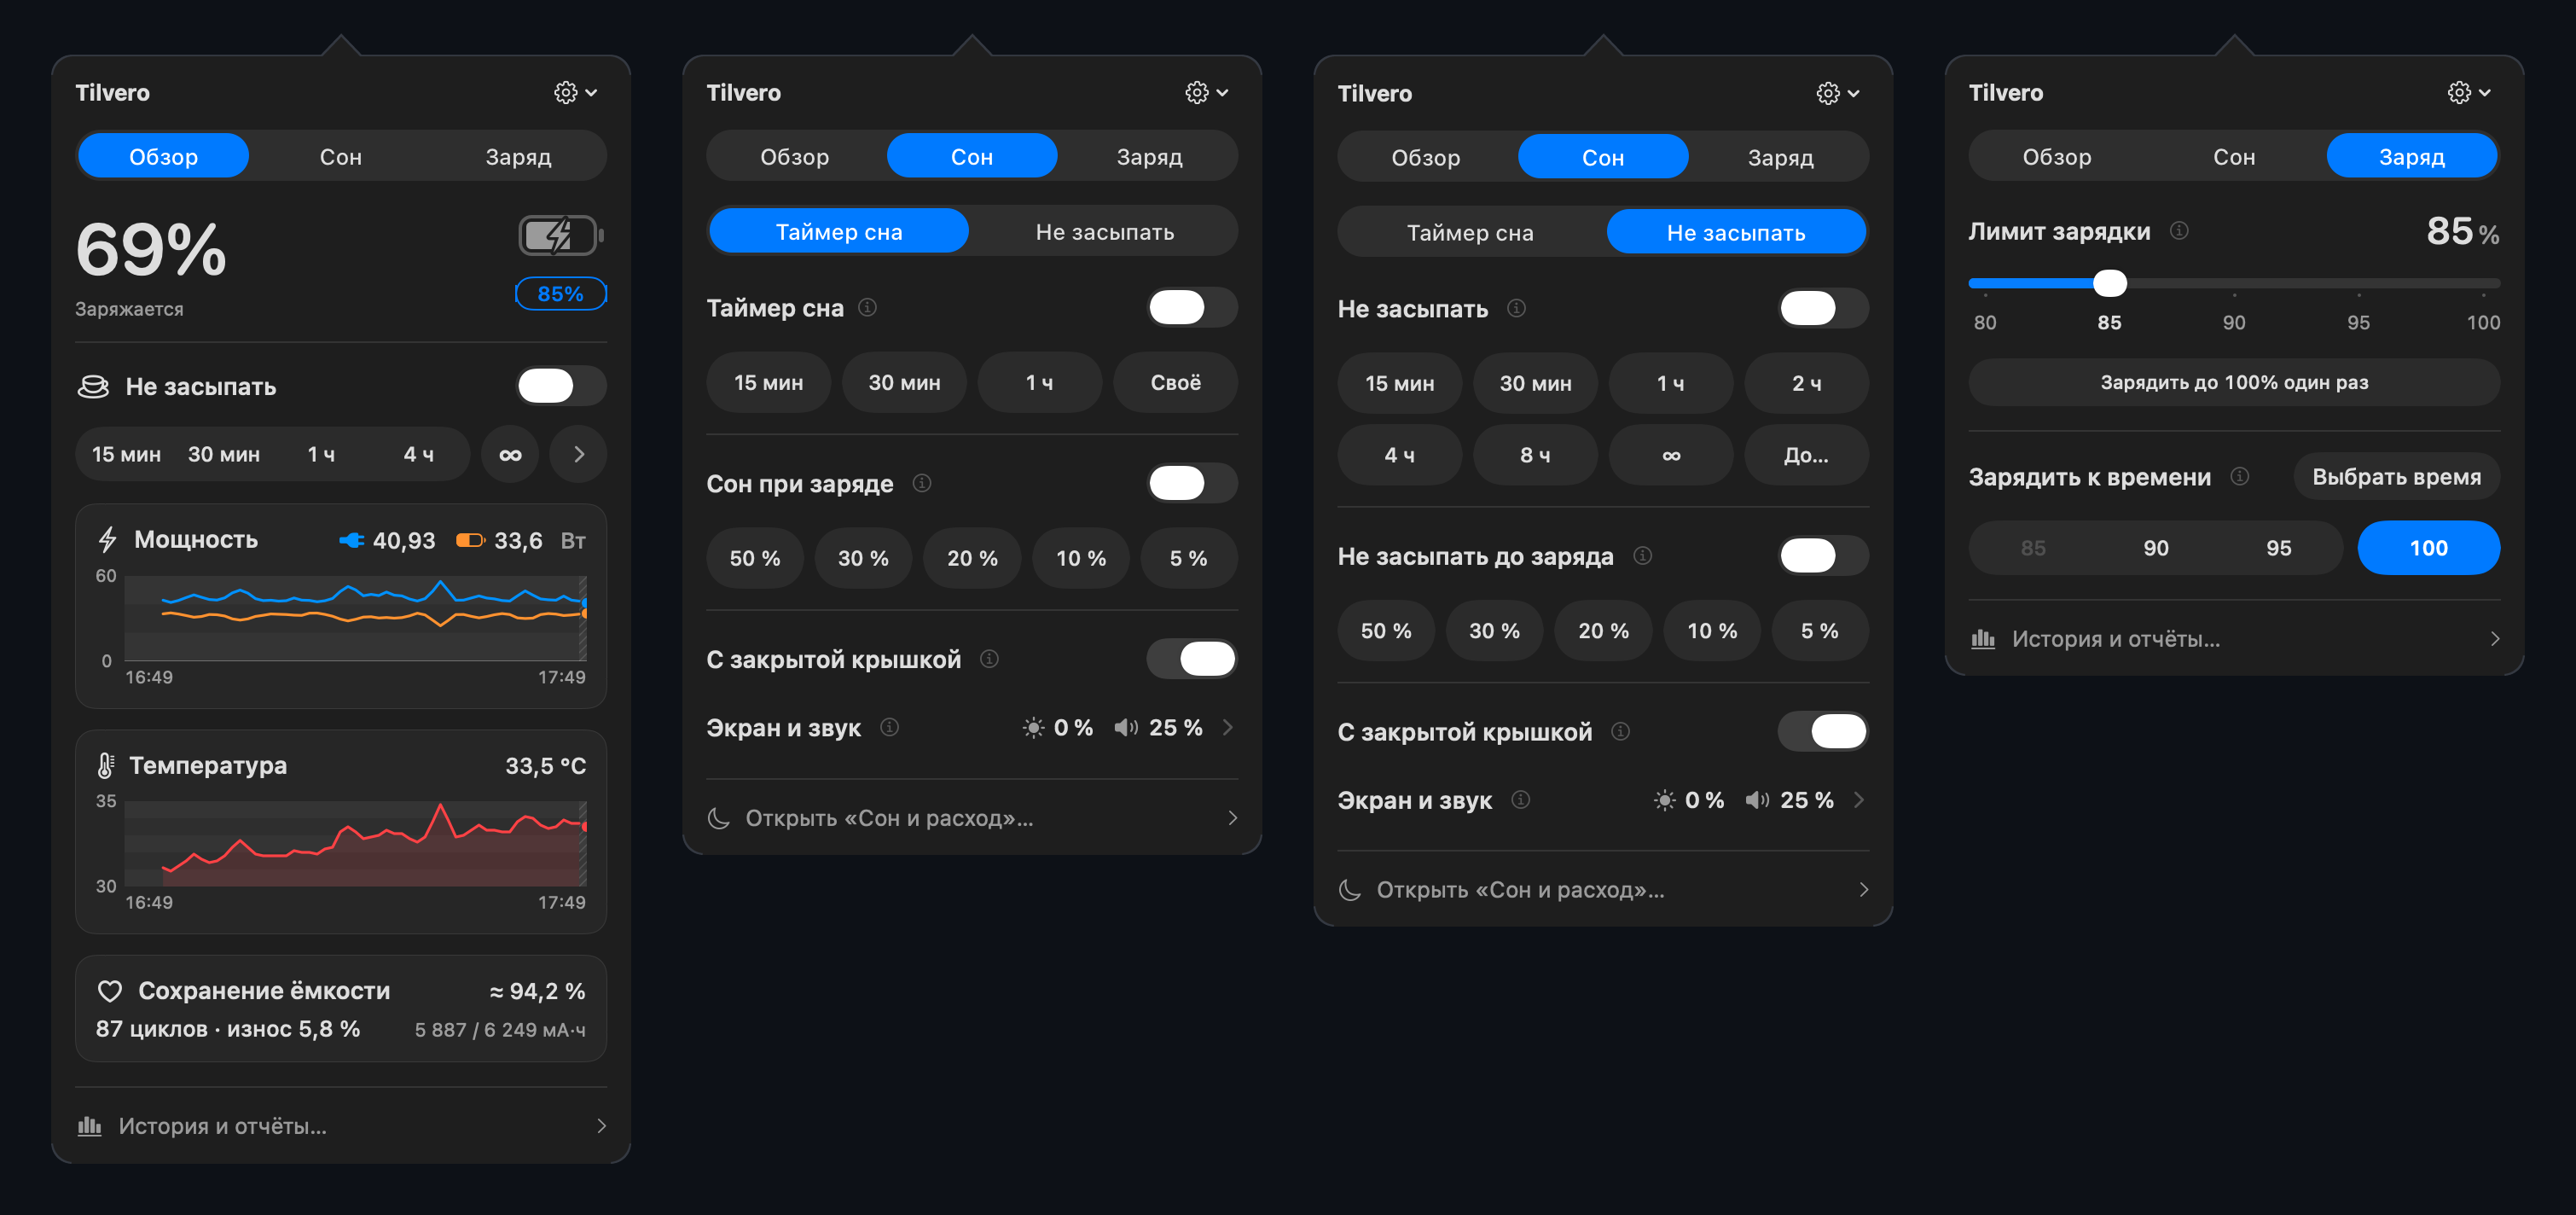 Tilvero
Обзор Сон Заряд
69%
85%
Заряжается
Не засыпать
15 мин 30 мин 1 ч 4 ч ∞
Мощность 40,93 33,6 Вт
60
0
16:49 17:49
Температура 33,5 °C
35
30
16:49 17:49
Сохранение ёмкости ≈ 94,2 %
87 циклов · износ 5,8 % 5 887 / 6 249 мА·ч
История и отчёты...
Tilvero
Обзор Сон Заряд
Таймер сна Не засыпать
Таймер сна
15 мин 30 мин 1 ч Своё
Сон при заряде
50 % 30 % 20 % 10 % 5 %
С закрытой крышкой
Экран и звук 0 % 25 %
Открыть «Сон и расход»...
Tilvero
Обзор Сон Заряд
Таймер сна Не засыпать
Не засыпать
15 мин 30 мин 1 ч 2 ч
4 ч 8 ч ∞ До...
Не засыпать до заряда
50 % 30 % 20 % 10 % 5 %
С закрытой крышкой
Экран и звук 0 % 25 %
Открыть «Сон и расход»...
Tilvero
Обзор Сон Заряд
Лимит зарядки 85 %
80 85 90 95 100
Зарядить до 100% один раз
Зарядить к времени Выбрать время
85 90 95 100
История и отчёты...